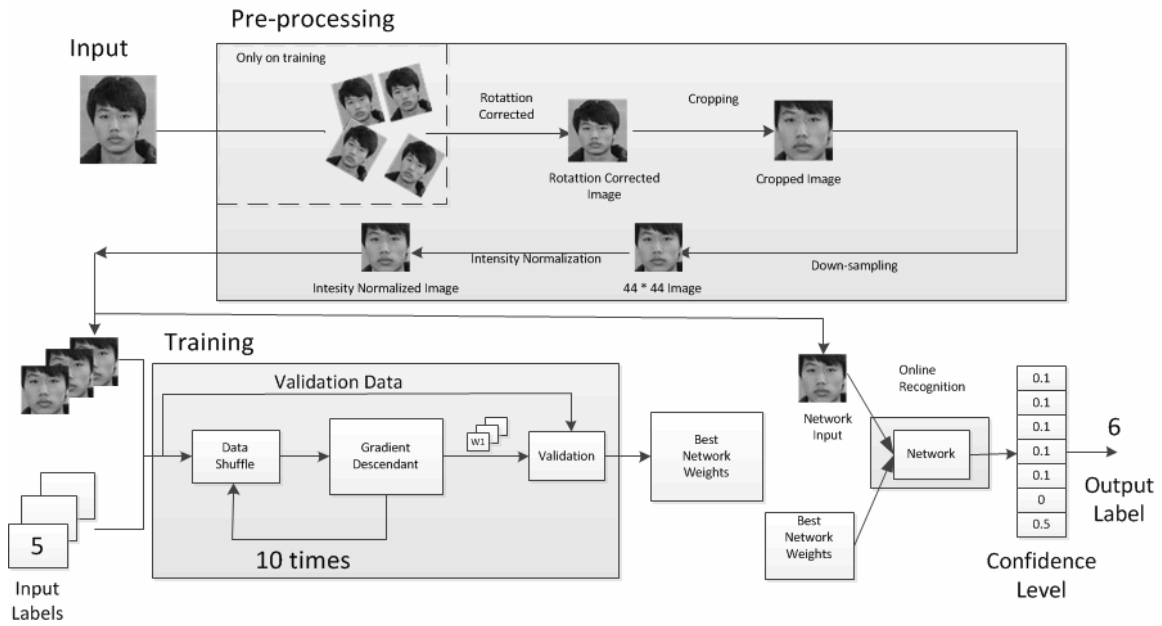 Pre-processing
Input
Only on training
Rotattion
Corrected
Cropping
Rotattion Corrected
Image
Cropped Image
Intensity Normalization
Down-sampling
Intesity Normalized Image
44 * 44 Image
Training
Validation Data
Online
Recognition
Data
Shuffle
Gradient
Descendant
W1
Validation
Best
Network
Weights
Network
Input
Network
Best
Network
Weights
0.1
0.1
0.1
0.1
0.1
0
0.5
6
Output
Label
5
10 times
Input
Labels
Confidence
Level